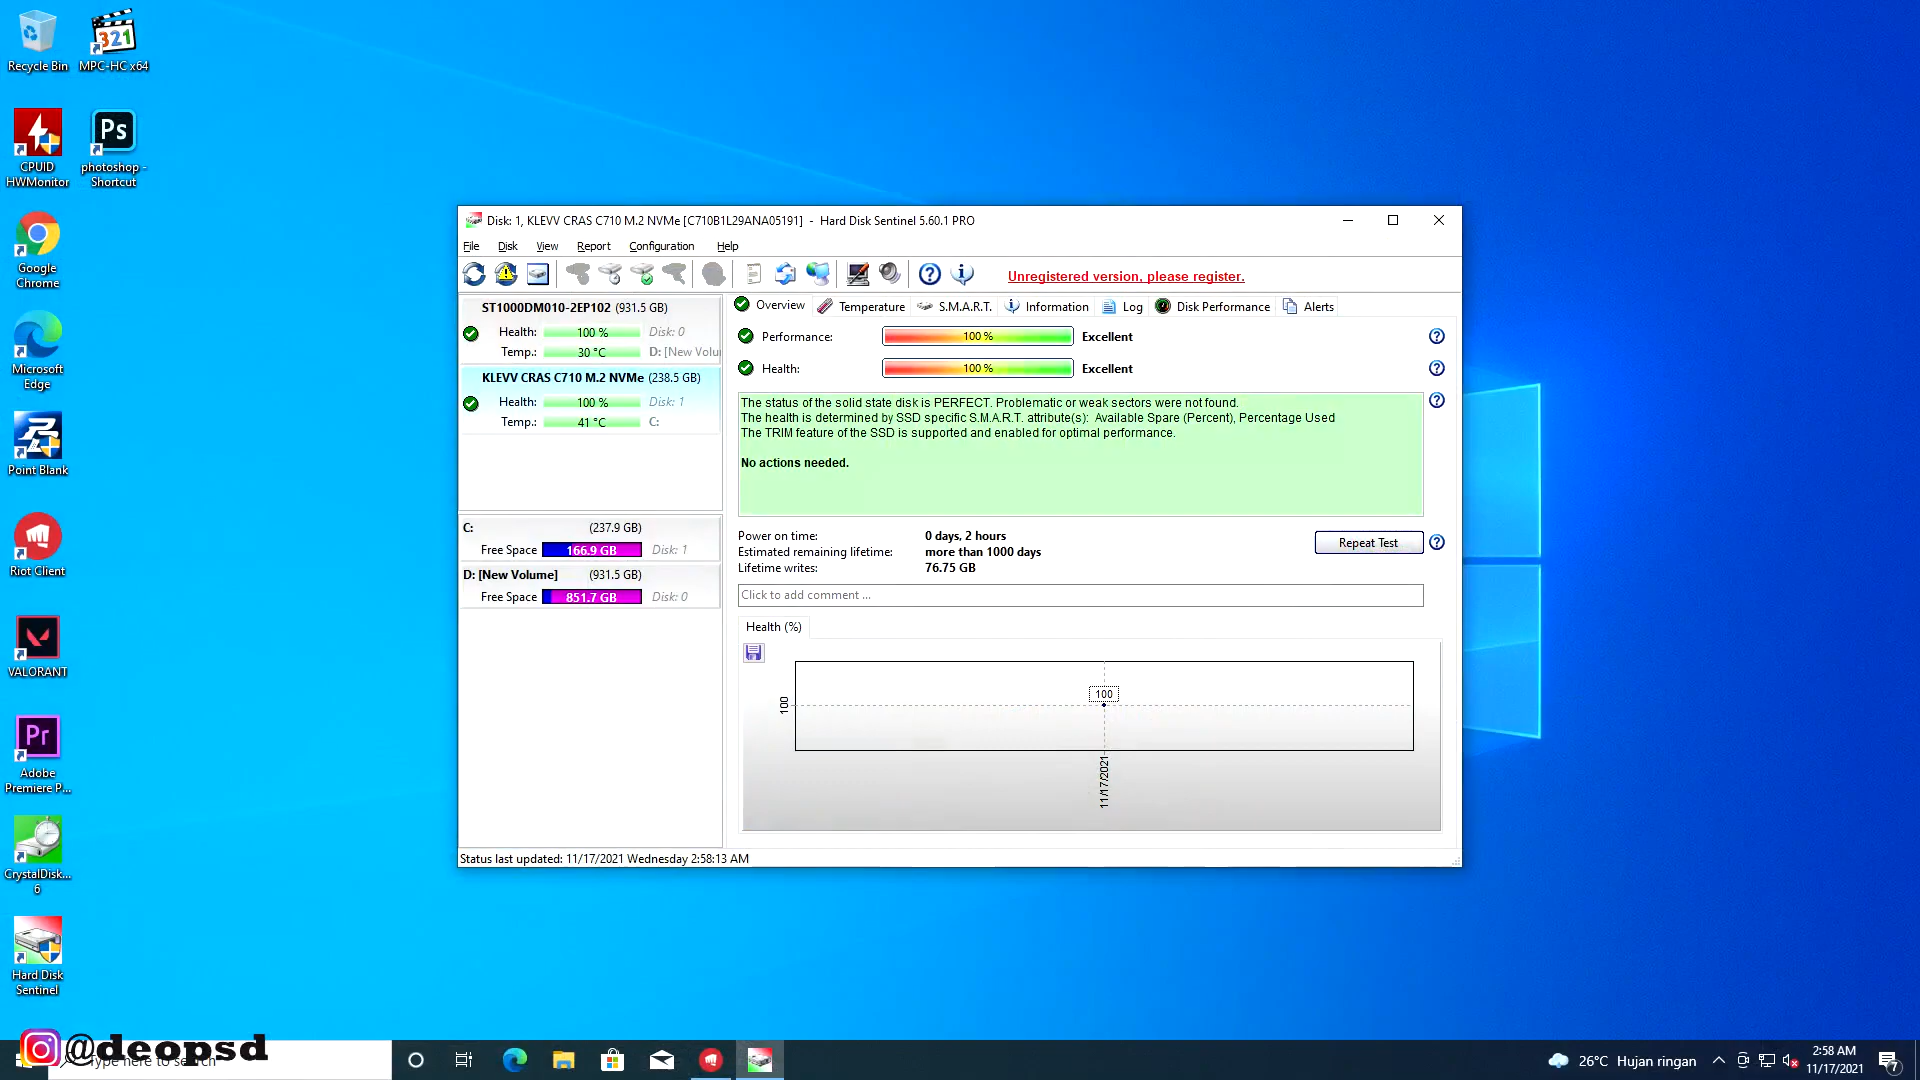 Recycle Bin
MPC-HC x64
CPUID
HWMonitor
photoshop -
Shortcut
Google
Chrome
Microsoft
Edge
Point Blank
Riot Client
VALORANT
Adobe
Premiere P...
CrystalDisk...
6
Hard Disk
Sentinel
Disk: 1, KLEVV CRAS C710 M.2 NVMe [C710B1L29ANA05191] - Hard Disk Sentinel 5.60.1 PRO
File Disk View Report Configuration Help
Unregistered version, please register.
ST1000DM010-2EP102 (931.5 GB)
Health: 100 % Disk: 0
Temp.: 30 °C D: [New Volu
KLEVV CRAS C710 M.2 NVMe (238.5 GB)
Health: 100 % Disk: 1
Temp.: 41 °C C:
C: (237.9 GB)
Free Space 166.9 GB Disk: 1
D: [New Volume] (931.5 GB)
Free Space 851.7 GB Disk: 0
Overview Temperature S.M.A.R.T. Information Log Disk Performance Alerts
Performance: 100 % Excellent
Health: 100 % Excellent
The status of the solid state disk is PERFECT. Problematic or weak sectors were not found.
The health is determined by SSD specific S.M.A.R.T. attribute(s): Available Spare (Percent), Percentage Used
The TRIM feature of the SSD is supported and enabled for optimal performance.
No actions needed.
Power on time: 0 days, 2 hours
Estimated remaining lifetime: more than 1000 days
Lifetime writes: 76.75 GB
Repeat Test
Click to add comment ...
Health (%)
100
100
11/17/2021
Status last updated: 11/17/2021 Wednesday 2:58:13 AM
@deopsd
Type here to search
26°C Hujan ringan
2:58 AM
11/17/2021
7